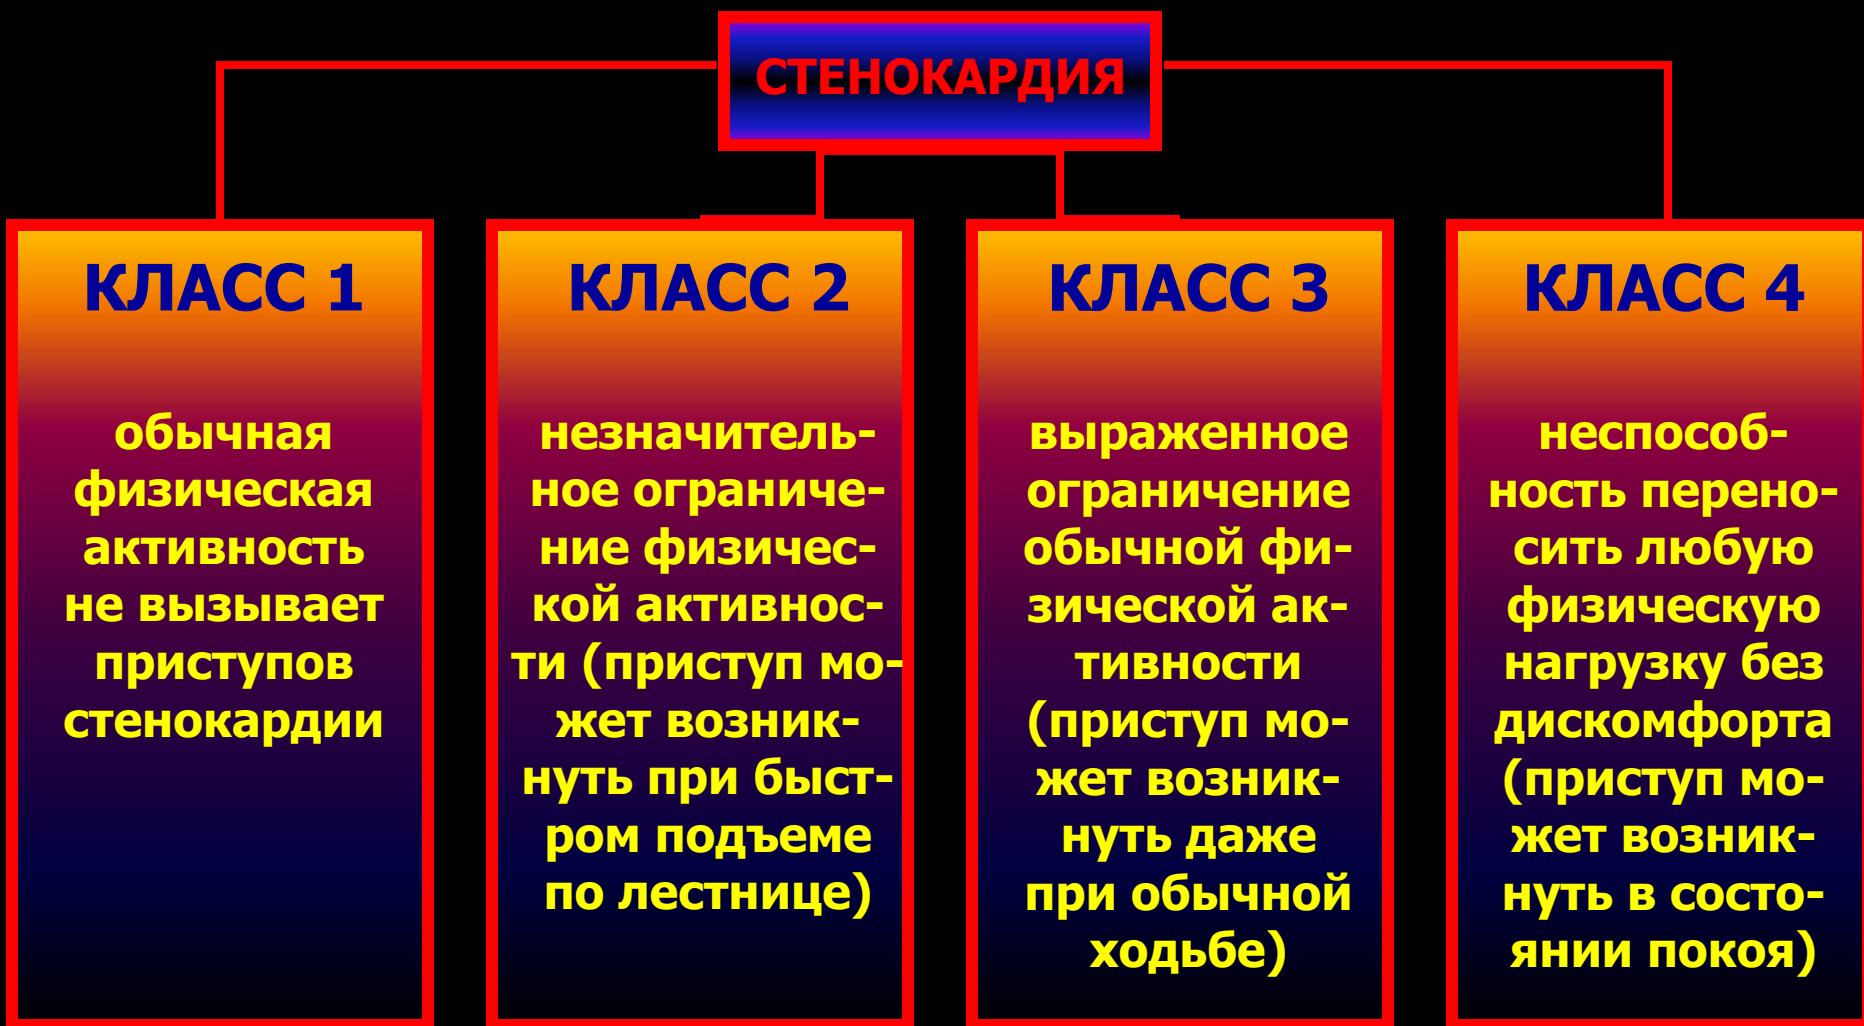 СТЕНОКАРДИЯ
КЛАСС 1
обычная
физическая
активность
не вызывает
приступов
стенокардии
КЛАСС 2
незначитель-
ное ограниче-
ние физичес-
кой активнос-
ти (приступ мо-
жет возник-
нуть при быст-
ром подъеме
по лестнице)
КЛАСС 3
выраженное
ограничение
обычной фи-
зической ак-
тивности
(приступ мо-
жет возник-
нуть даже
при обычной
ходьбе)
КЛАСС 4
неспособ-
ность перено-
сить любую
физическую
нагрузку без
дискомфорта
(приступ мо-
жет возник-
нуть в состо-
янии покоя)